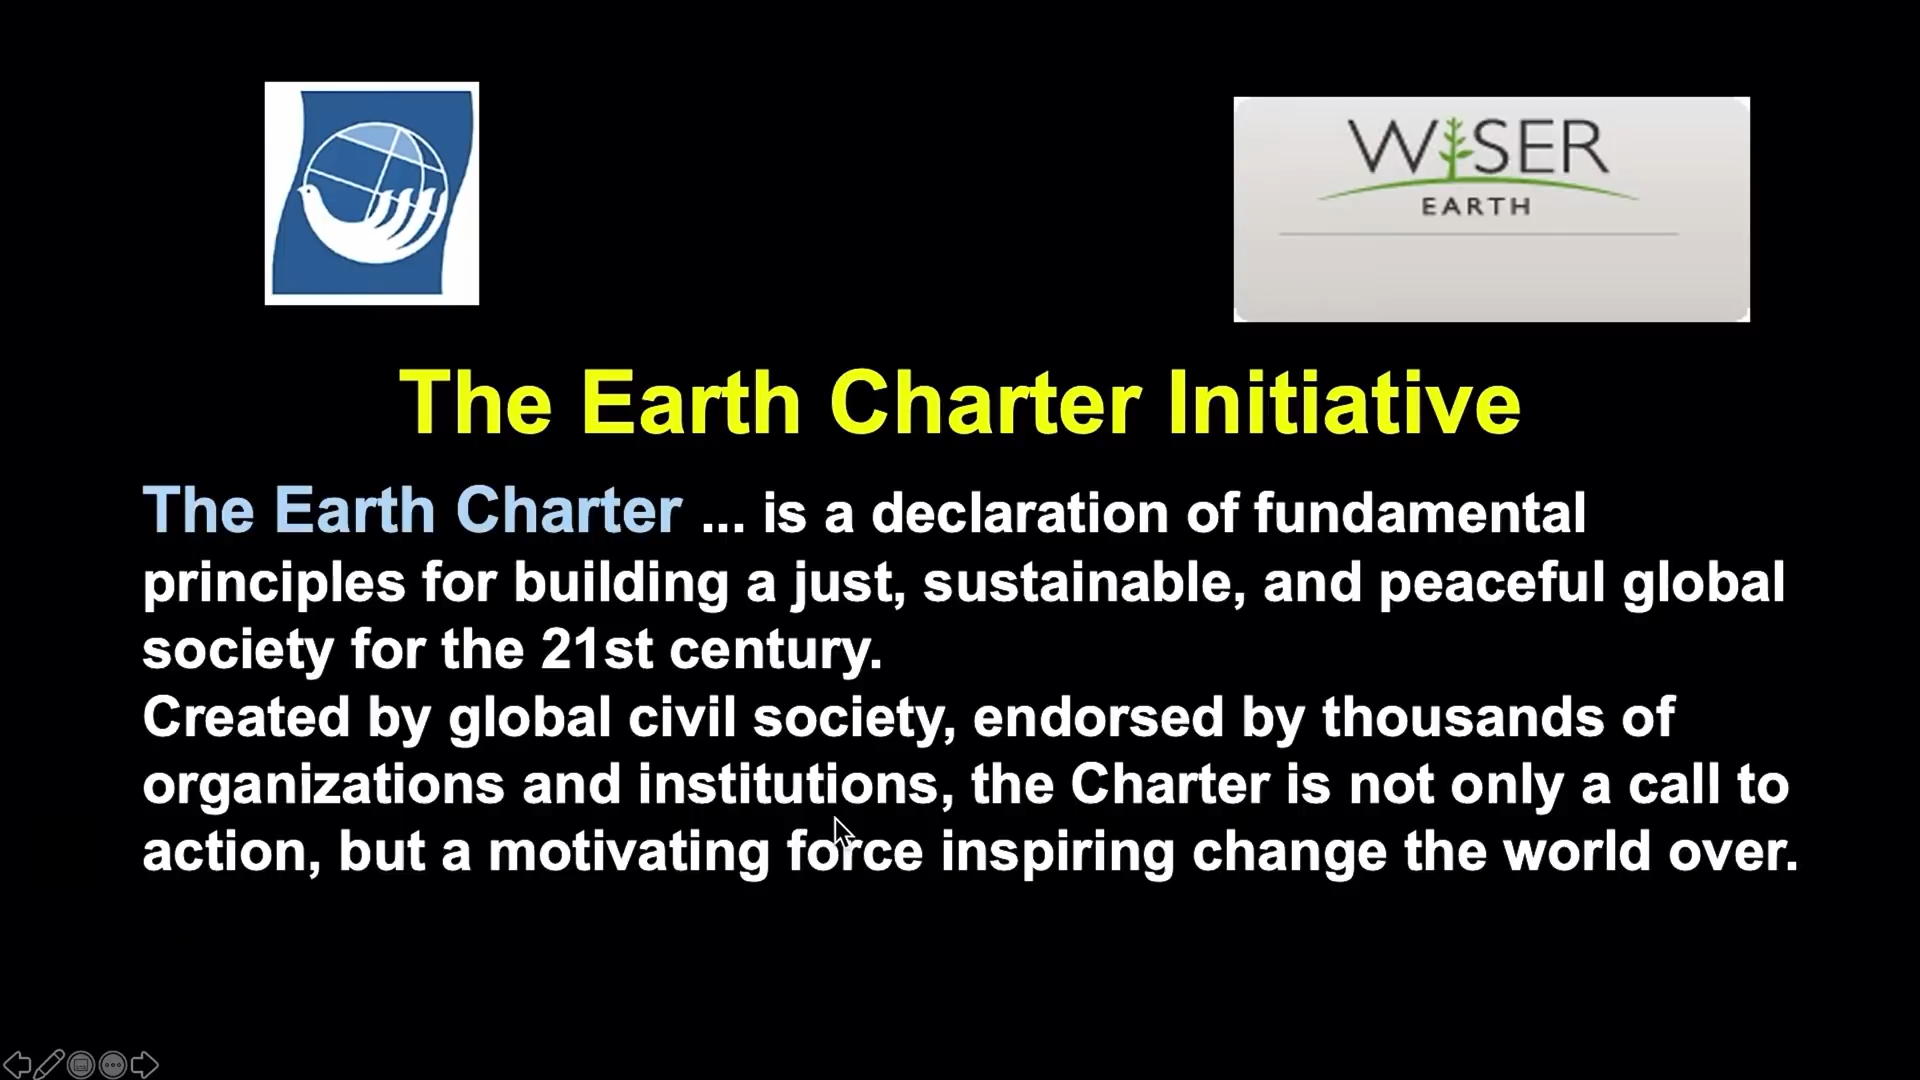 WISER
EARTH
The Earth Charter Initiative
The Earth Charter ... is a declaration of fundamental
principles for building a just, sustainable, and peaceful global
society for the 21st century.
Created by global civil society, endorsed by thousands of
organizations and institutions, the Charter is not only a call to
action, but a motivating force inspiring change the world over.